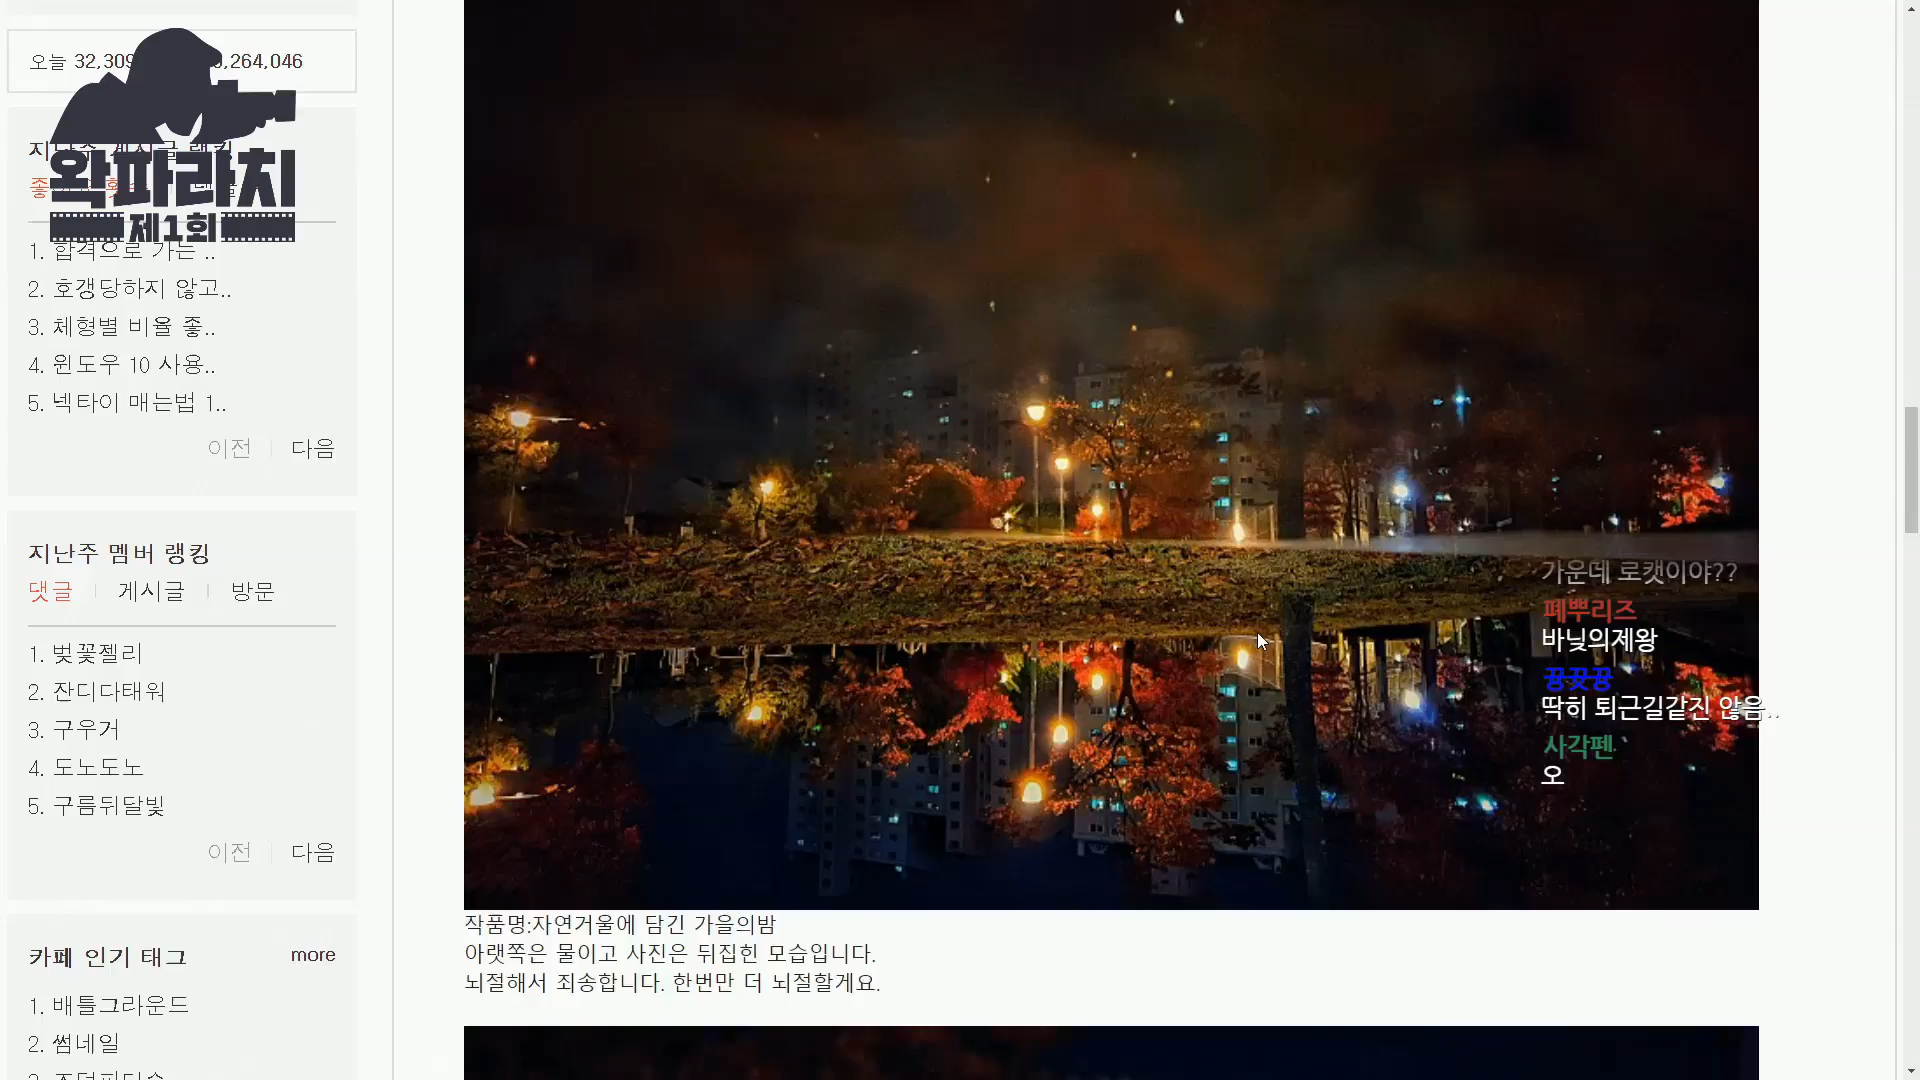 오늘 32,309
,264,046
왁파라치
제1회
1. 합격으로 가는 ..
2. 호갱당하지 않고..
3. 체형별 비율 좋..
4. 윈도우 10 사용..
5. 넥타이 매는법 1..
이전
다음
지난주 멤버 랭킹
댓글
게시글
방문
1. 벚꽃젤리
2. 잔디다태워
3. 구우거
4. 도노도노
5. 구름뒤달빛
이전
다음
카페 인기 태그
more
1. 배틀그라운드
2. 썸네일
가운데 로캣이야??
폐뿌리즈
바닞의제왕
끙끚끙
딱히 퇴근길같진 않음..
사각펜
오
작품명:자연거울에 담긴 가을의밤
아랫쪽은 물이고 사진은 뒤집힌 모습입니다.
뇌절해서 죄송합니다. 한번만 더 뇌절할게요.